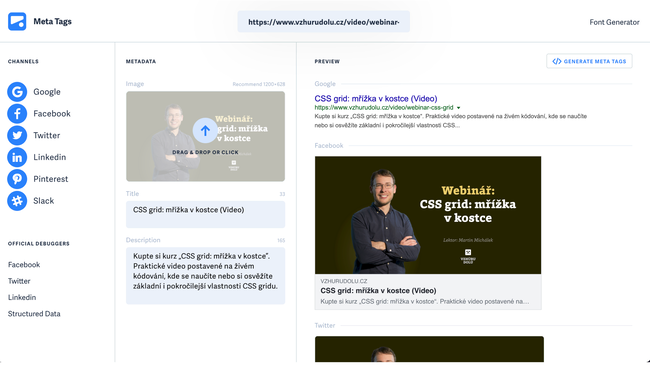 Meta Tags
https://www.vzhurudolu.cz/video/webinar-
Font Generator
CHANNELS
Google
Facebook
Twitter
Linkedin
Pinterest
Slack
OFFICIAL DEBUGGERS
Facebook
Twitter
Linkedin
Structured Data
METADATA
Image
Recommend 1200×628
Webinář:
grid: mřížka
v kostce
DRAG & DROP OR CLICK
Title
33
CSS grid: mřížka v kostce (Video)
Description
160
Kupte si kurz „CSS grid: mřížka v kostce“.
Praktické video postavené na živém
kódování, kde se naučíte nebo si osvěžíte
základní i pokročilejší vlastnosti CSS gridu.
PREVIEW
GENERATE META TAGS
Google
CSS grid: mřížka v kostce (Video)
https://www.vzhurudolu.cz/video/webinar-css-grid
Kupte si kurz „CSS grid: mřížka v kostce“. Praktické video postavené na živém kódování, kde se naučíte
nebo si osvěžíte základní i pokročilejší vlastnosti CSS...
Facebook
Webinář:
CSS grid: mřížka
v kostce
Lektor: Martin Michálek
VZHŮRU
DOLŮ
VZHURUDOLU.CZ
CSS grid: mřížka v kostce (Video)
Kupte si kurz „CSS grid: mřížka v kostce“. Praktické video postavené na...
Twitter